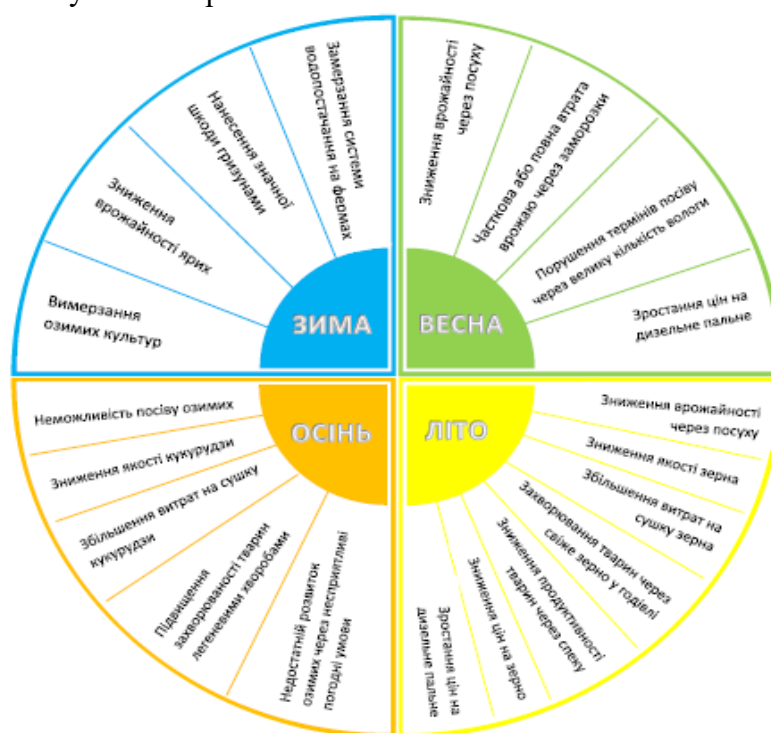 Замерзання системи
водопостачання на фермах
Нанесення значної
шкоди гризунами
Зниження
врожайності ярих
Вимерзання
озимих культур
ЗИМА
Зниження врожайності
через посуху
Часткова або повна втрата
врожаю через заморозки
Порушення термінів посіву
через велику кількість вологи
Зростання цін на
дизельне пальне
ВЕСНА
Неможливість посіву озимих
Зниження якості кукурудзи
Збільшення витрат на сушку
кукурудзи
Підвищення
захворюваності тварин
легеневими хворобами
Недостатній розвиток
озимих через несприятливі
погодні умови
ОСІНЬ
ЛІТО
Зниження врожайності
через посуху
Зниження якості зерна
Збільшення витрат на
сушку зерна
Захворювання тварин через
свіже зерно у годівлі
Зниження продуктивності
тварин через спеку
Зниження цін на зерно
Зростання цін на
дизельне пальне